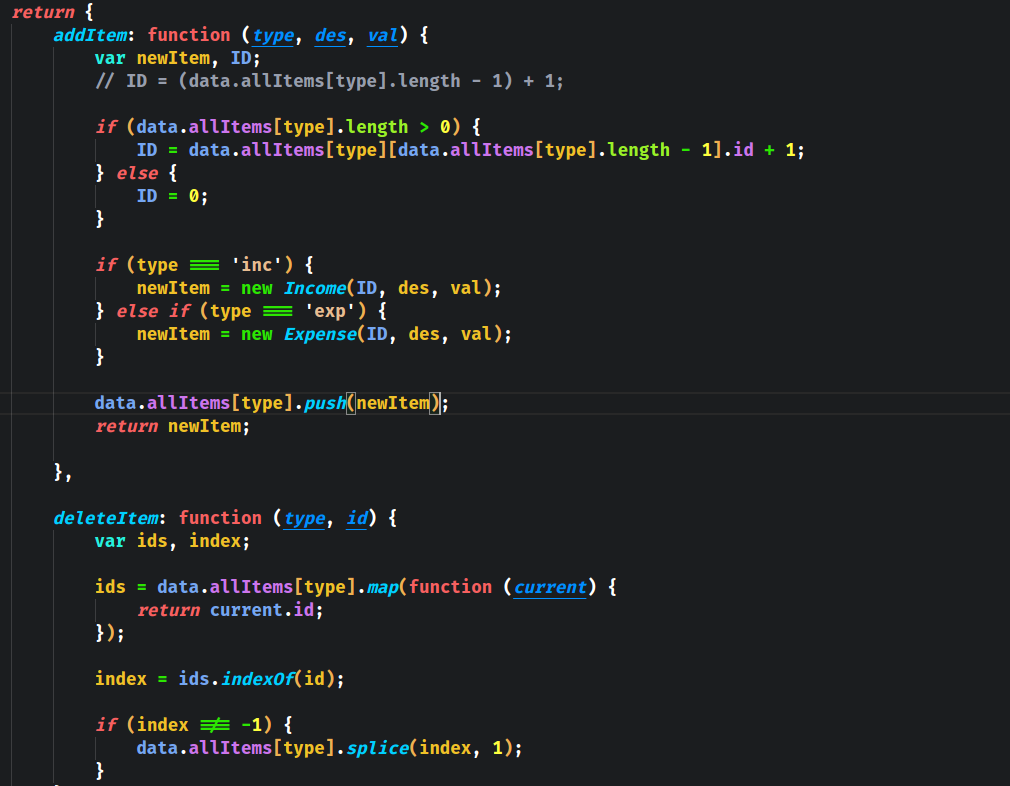 return {
addItem: function (type, des, val) {
var newItem, ID;
// ID = (data.allItems[type].length - 1) + 1;
if (data.allItems[type].length > 0) {
ID = data.allItems[type][data.allItems[type].length - 1].id + 1;
} else {
ID = 0;
}
if (type === 'inc') {
newItem = new Income(ID, des, val);
} else if (type === 'exp') {
newItem = new Expense(ID, des, val);
}
data.allItems[type].push(newItem);
return newItem;
},
deleteItem: function (type, id) {
var ids, index;
ids = data.allItems[type].map(function (current) {
return current.id;
});
index = ids.indexOf(id);
if (index !== -1) {
data.allItems[type].splice(index, 1);
}